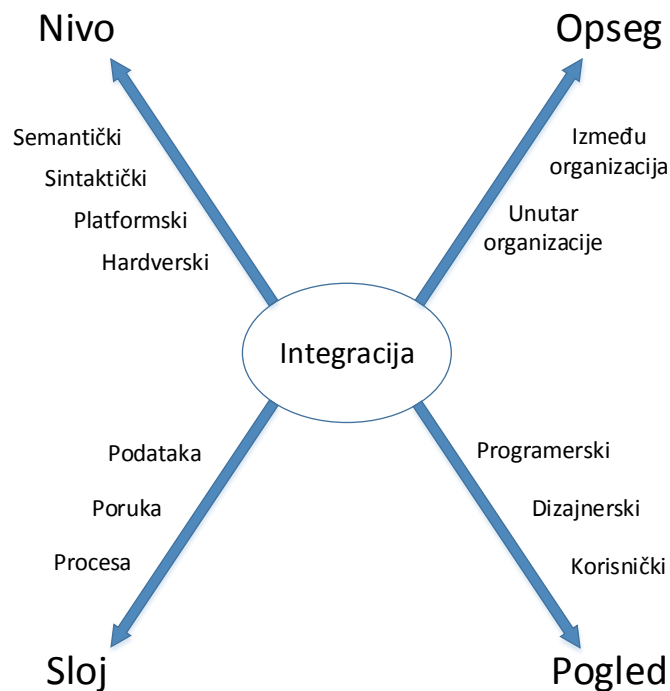 Nivo
Opseg
Semantički
Sintaktički
Platformski
Hardverski
Između
organizacija
Unutar
organizacije
Integracija
Podataka
Poruka
Procesa
Programerski
Dizajnerski
Korisnički
Sloj
Pogled